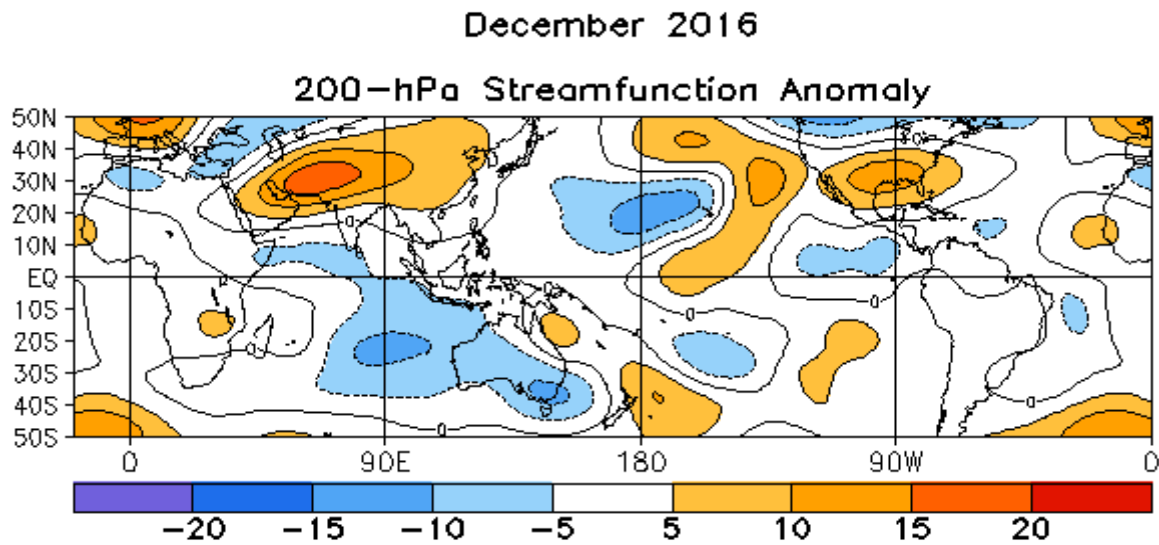 December 2016
200-hPa Streamfunction Anomaly
50N
40N
30N
20N
10N
EQ
10S
20S
30S
40S
50S
0 90E 180 90W 0
-20 -15 -10 -5 5 10 15 20